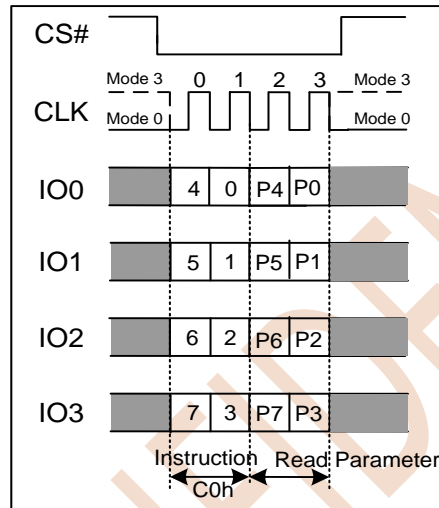 CS#
Mode 3 0 1 2 3 Mode 3
CLK
Mode 0 Mode 0
IO0 4 0 P4 P0
IO1 5 1 P5 P1
IO2 6 2 P6 P2
IO3 7 3 P7 P3
Instruction Read Parameter
C0h